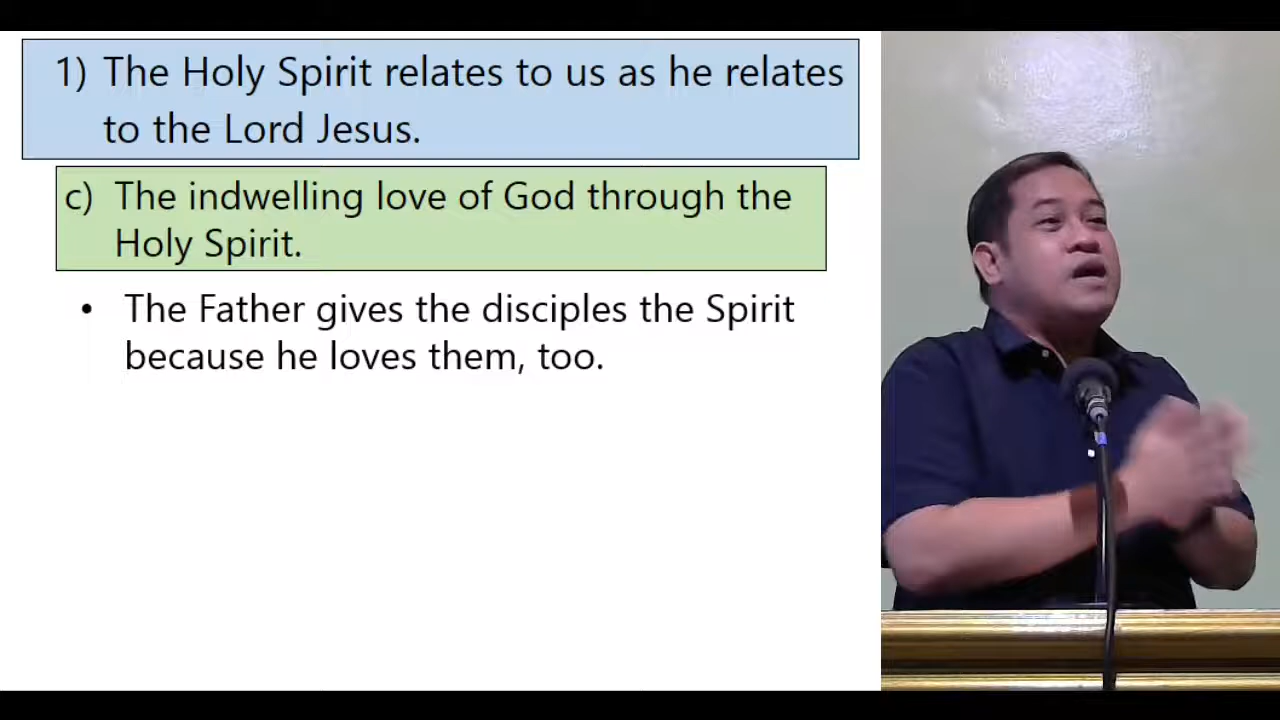 1) The Holy Spirit relates to us as he relates
to the Lord Jesus.
c) The indwelling love of God through the
Holy Spirit.
• The Father gives the disciples the Spirit
because he loves them, too.